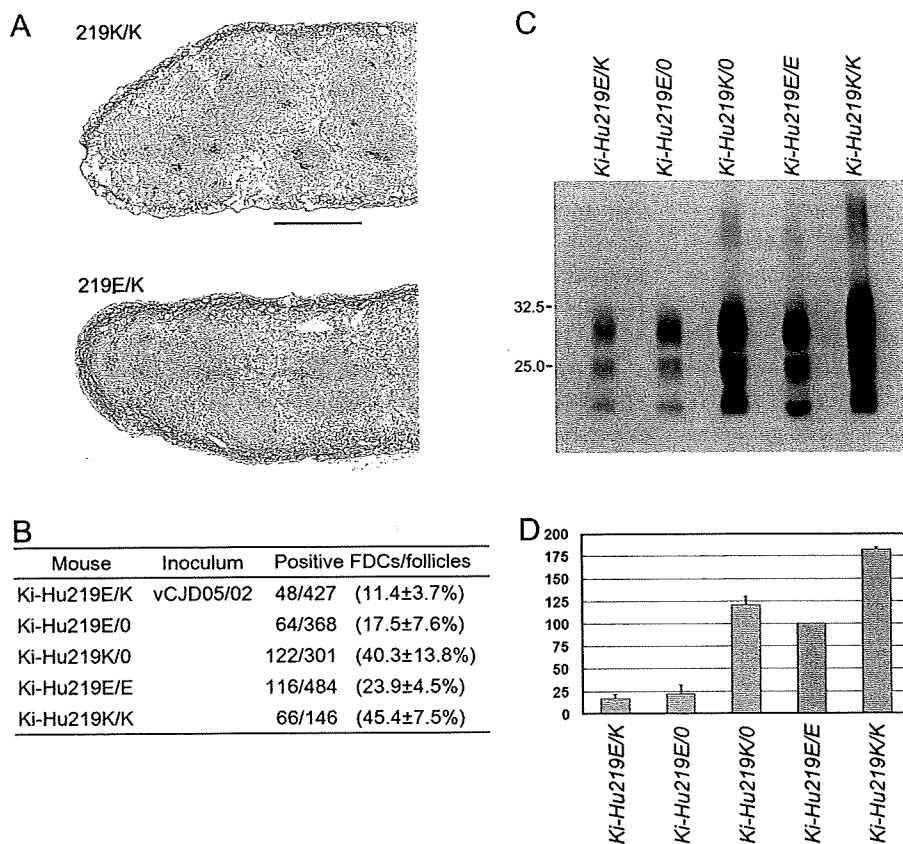 A
219K/K
219E/K
B
Mouse Inoculum Positive FDCs/follicles
Ki-Hu219E/K vCJD05/02 48/427 (11.4±3.7%)
Ki-Hu219E/0 64/368 (17.5±7.6%)
Ki-Hu219K/0 122/301 (40.3±13.8%)
Ki-Hu219E/E 116/484 (23.9±4.5%)
Ki-Hu219K/K 66/146 (45.4±7.5%)
C
Ki-Hu219E/K
Ki-Hu219E/0
Ki-Hu219K/0
Ki-Hu219E/E
Ki-Hu219K/K
32.5-
25.0-
D
200
175
150
125
100
75
50
25
0
Ki-Hu219E/K
Ki-Hu219E/0
Ki-Hu219K/0
Ki-Hu219E/E
Ki-Hu219K/K